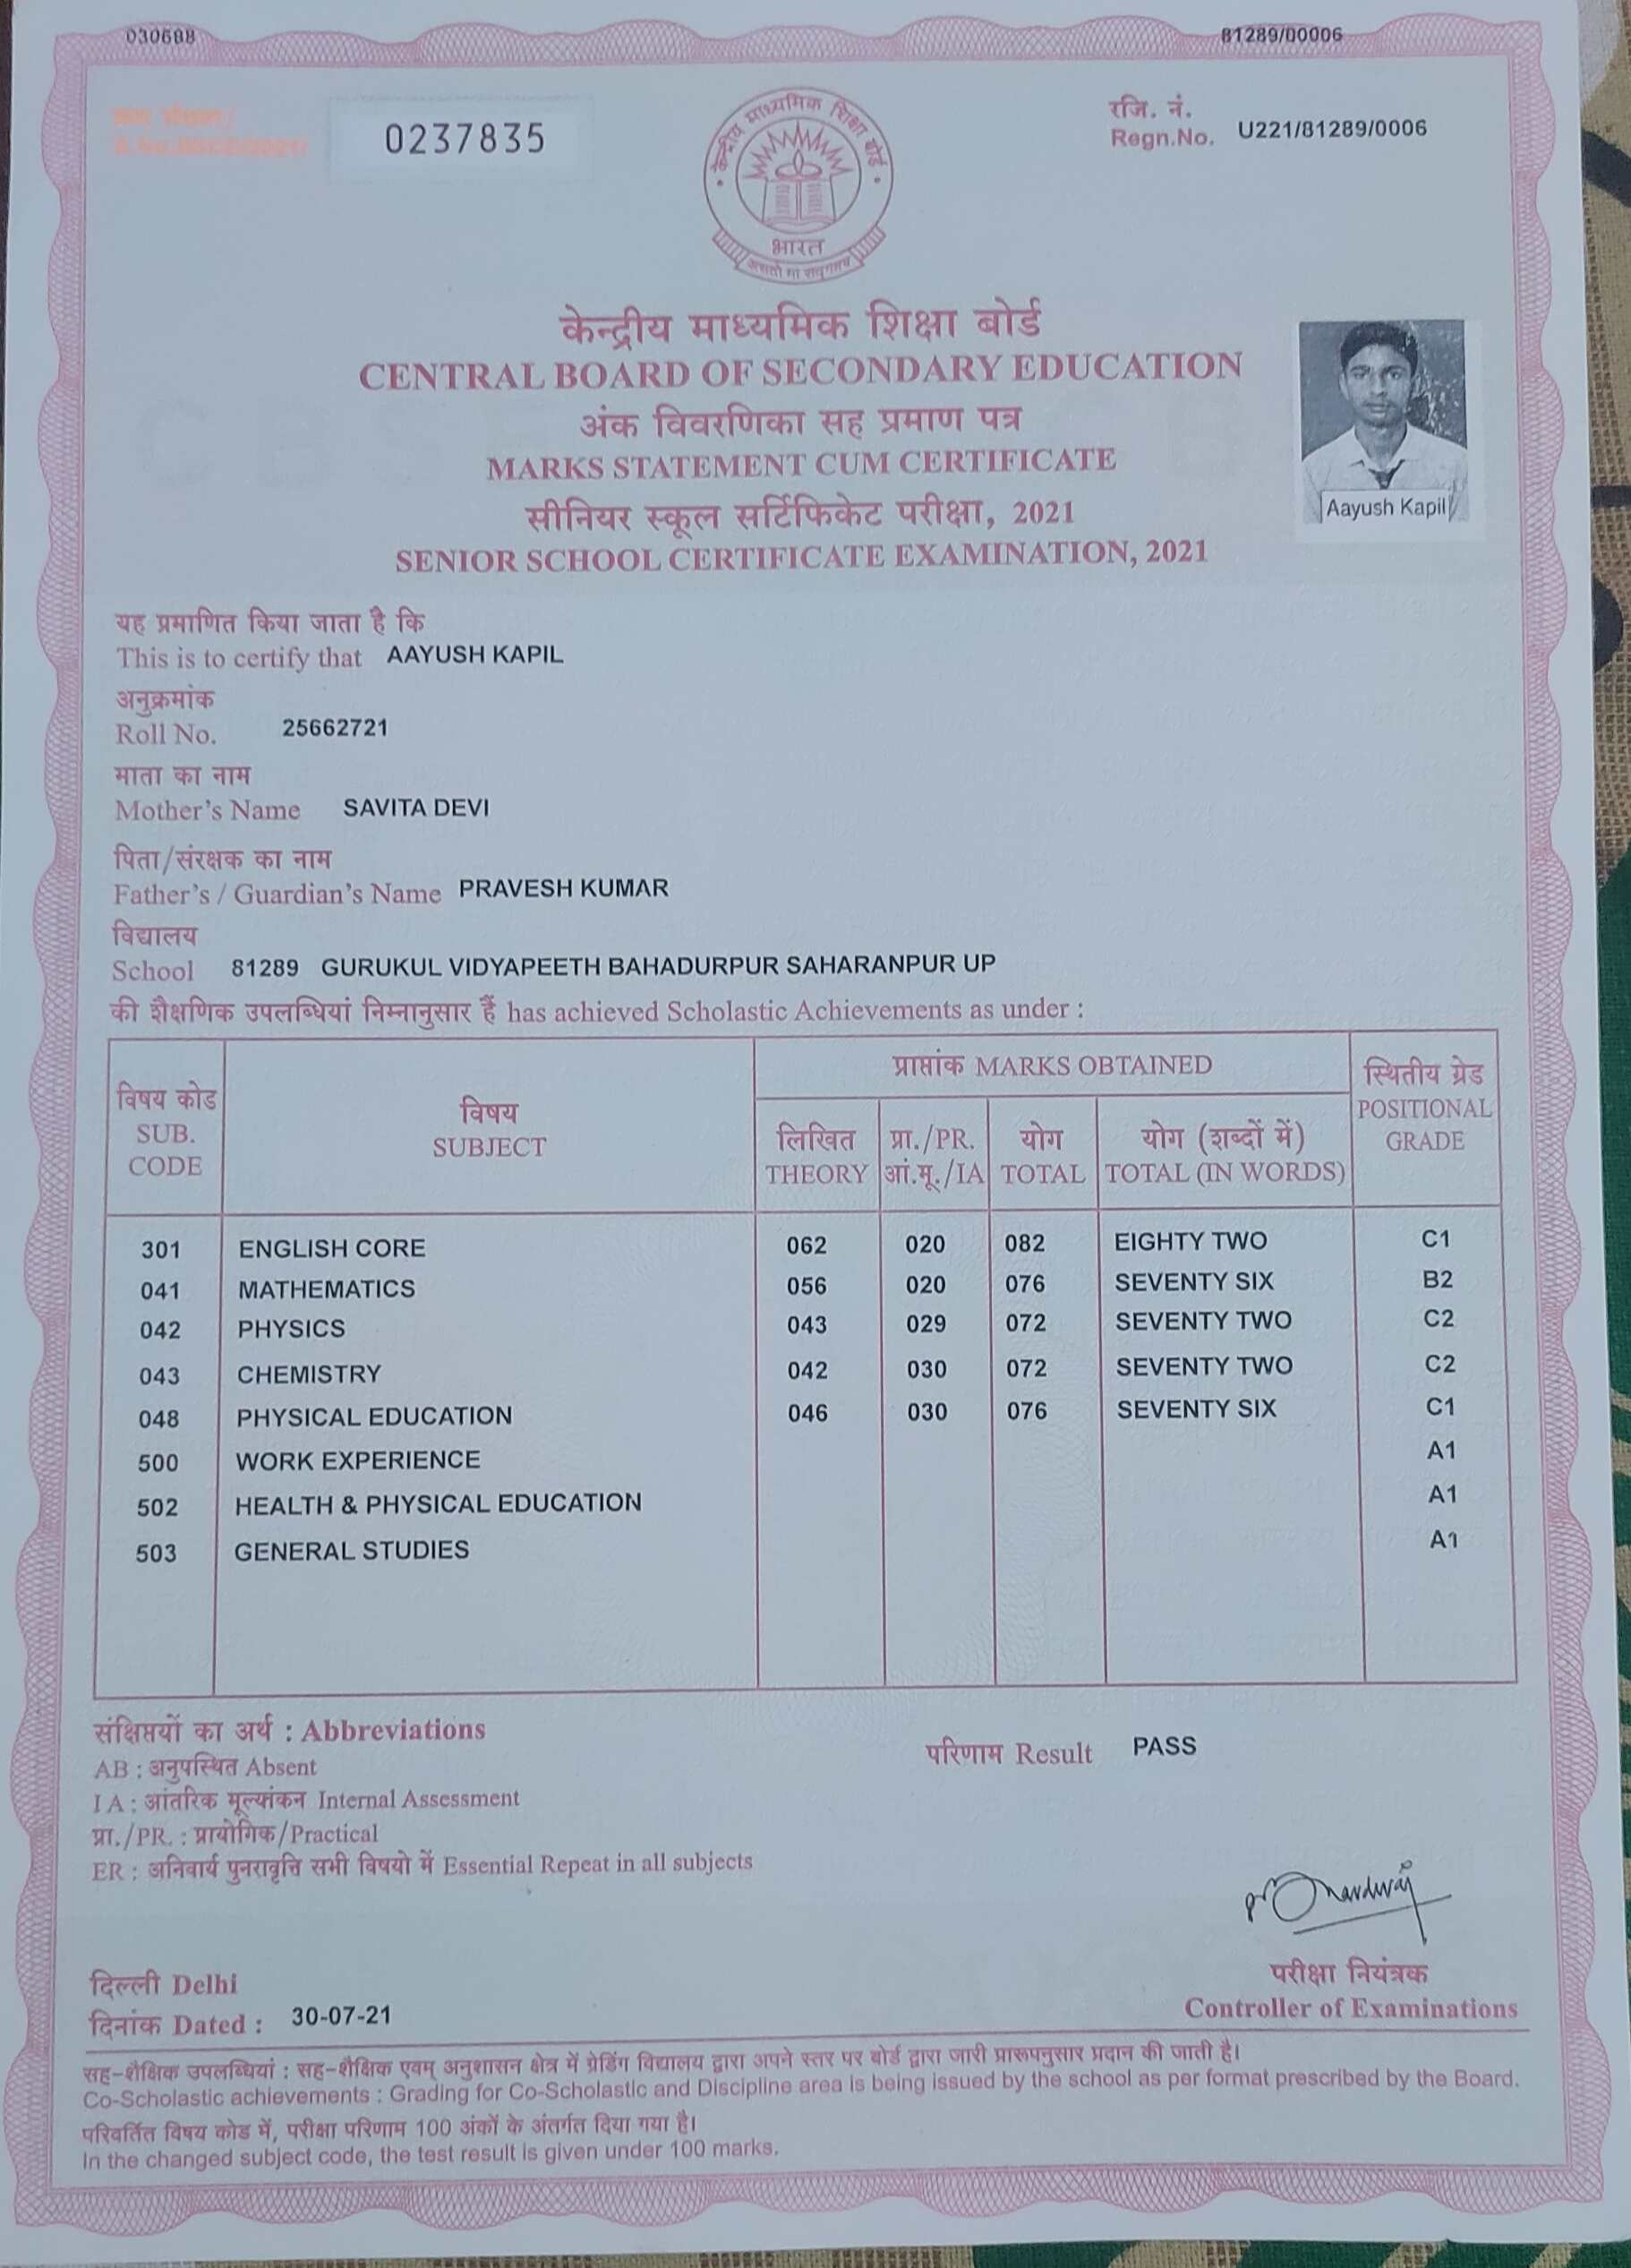 030688
81289/00006
0237835
रजि. नं.
Regn.No. U221/81289/0006
केन्द्रीय माध्यमिक शिक्षा बोर्ड
भारत
असतो मा सद्गमय
केन्द्रीय माध्यमिक शिक्षा बोर्ड
CENTRAL BOARD OF SECONDARY EDUCATION
अंक विवरणिका सह प्रमाण पत्र
MARKS STATEMENT CUM CERTIFICATE
सीनियर स्कूल सर्टिफिकेट परीक्षा, 2021
SENIOR SCHOOL CERTIFICATE EXAMINATION, 2021
Aayush Kapil
यह प्रमाणित किया जाता है कि
This is to certify that AAYUSH KAPIL
अनुक्रमांक
Roll No. 25662721
माता का नाम
Mother's Name SAVITA DEVI
पिता/संरक्षक का नाम
Father's / Guardian's Name PRAVESH KUMAR
विद्यालय
School 81289 GURUKUL VIDYAPEETH BAHADURPUR SAHARANPUR UP
की शैक्षणिक उपलब्धियां निम्नानुसार हैं has achieved Scholastic Achievements as under :
विषय कोड
SUB.
CODE
विषय
SUBJECT
प्राप्तांक MARKS OBTAINED
लिखित
THEORY
प्रा./PR.
आं.मू./IA
योग
TOTAL
योग (शब्दों में)
TOTAL (IN WORDS)
स्थितीय ग्रेड
POSITIONAL
GRADE
301 ENGLISH CORE 062 020 082 EIGHTY TWO C1
041 MATHEMATICS 056 020 076 SEVENTY SIX B2
042 PHYSICS 043 029 072 SEVENTY TWO C2
043 CHEMISTRY 042 030 072 SEVENTY TWO C2
048 PHYSICAL EDUCATION 046 030 076 SEVENTY SIX C1
500 WORK EXPERIENCE A1
502 HEALTH & PHYSICAL EDUCATION A1
503 GENERAL STUDIES A1
संक्षिप्तयों का अर्थ : Abbreviations
AB : अनुपस्थित Absent
I A : आंतरिक मूल्यांकन Internal Assessment
प्रा./PR. : प्रायोगिक/Practical
ER : अनिवार्य पुनरावृत्ति सभी विषयो में Essential Repeat in all subjects
परिणाम Result PASS
परीक्षा नियंत्रक
Controller of Examinations
दिल्ली Delhi
दिनांक Dated : 30-07-21
सह-शैक्षिक उपलब्धियां : सह-शैक्षिक एवम् अनुशासन क्षेत्र में ग्रेडिंग विद्यालय द्वारा अपने स्तर पर बोर्ड द्वारा जारी प्रारूपनुसार प्रदान की जाती है।
Co-Scholastic achievements : Grading for Co-Scholastic and Discipline area is being issued by the school as per format prescribed by the Board.
परिवर्तित विषय कोड में, परीक्षा परिणाम 100 अंकों के अंतर्गत दिया गया है।
In the changed subject code, the test result is given under 100 marks.